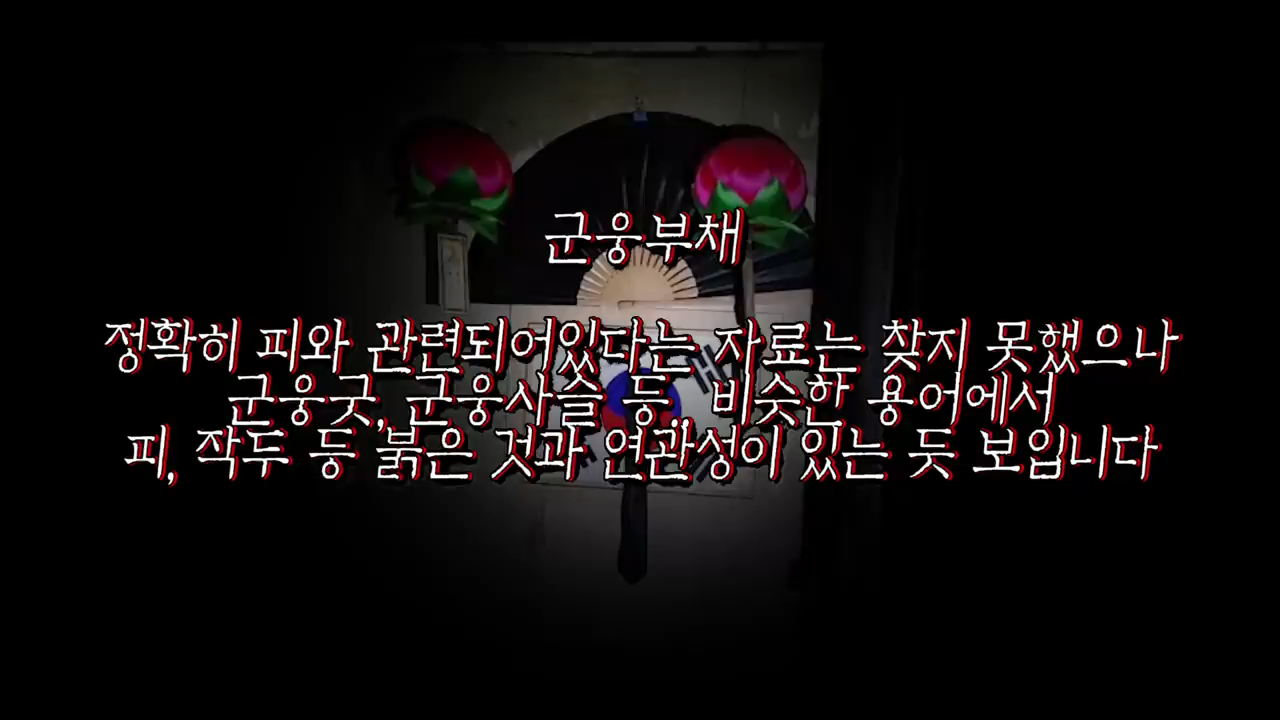 군웅부채
정확히 피와 관련되어있다는 자료는 찾지 못했으나
군웅굿, 군웅사슬 등.. 비슷한 용어에서
피, 작두 등 붉은 것과 연관성이 있는 듯 보입니다